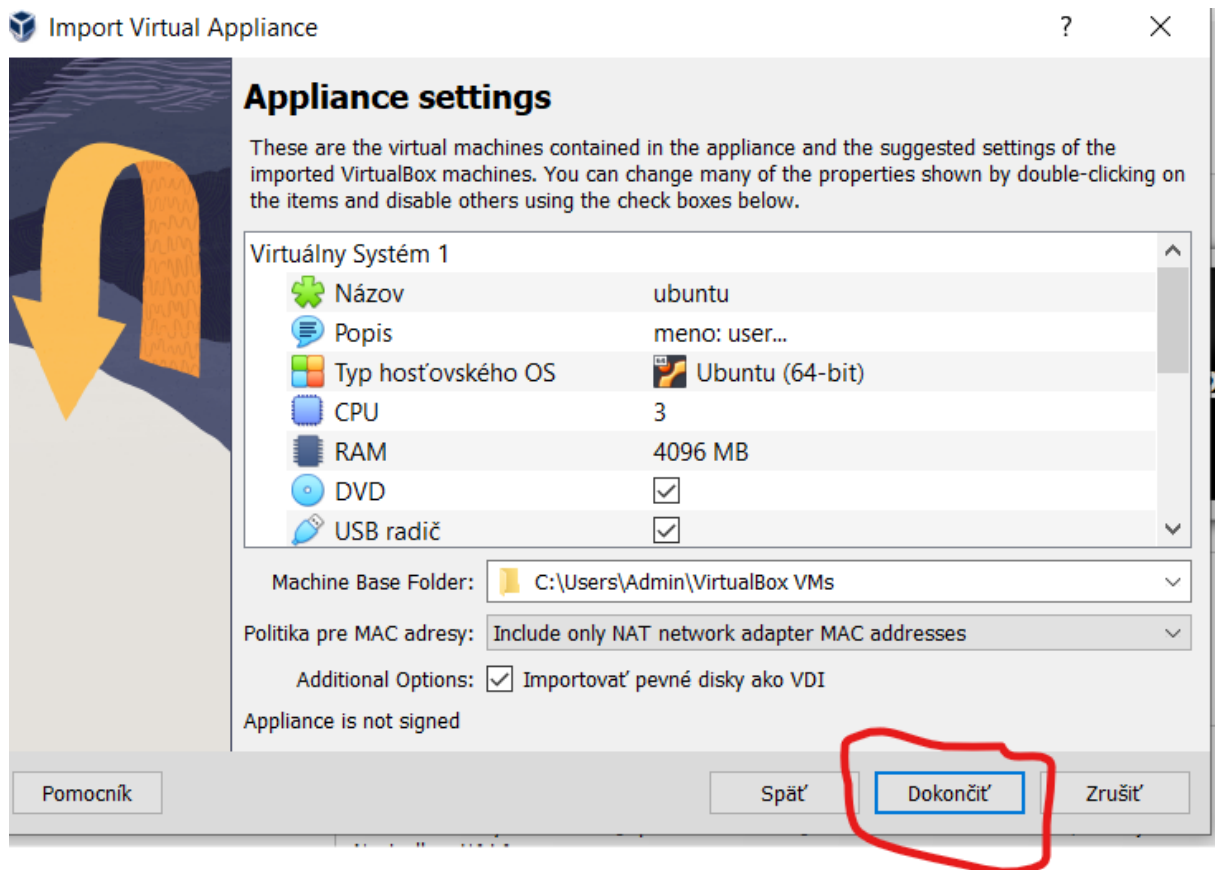 Import Virtual Appliance
?
Appliance settings
These are the virtual machines contained in the appliance and the suggested settings of the
imported VirtualBox machines. You can change many of the properties shown by double-clicking on
the items and disable others using the check boxes below.
Virtuálny Systém 1
Názov ubuntu
Popis meno: user...
Typ hosťovského OS Ubuntu (64-bit)
CPU 3
RAM 4096 MB
DVD
USB radič
Machine Base Folder: C:\Users\Admin\VirtualBox VMs
Politika pre MAC adresy: Include only NAT network adapter MAC addresses
Additional Options: Importovať pevné disky ako VDI
Appliance is not signed
Pomocník Späť Dokončiť Zrušiť